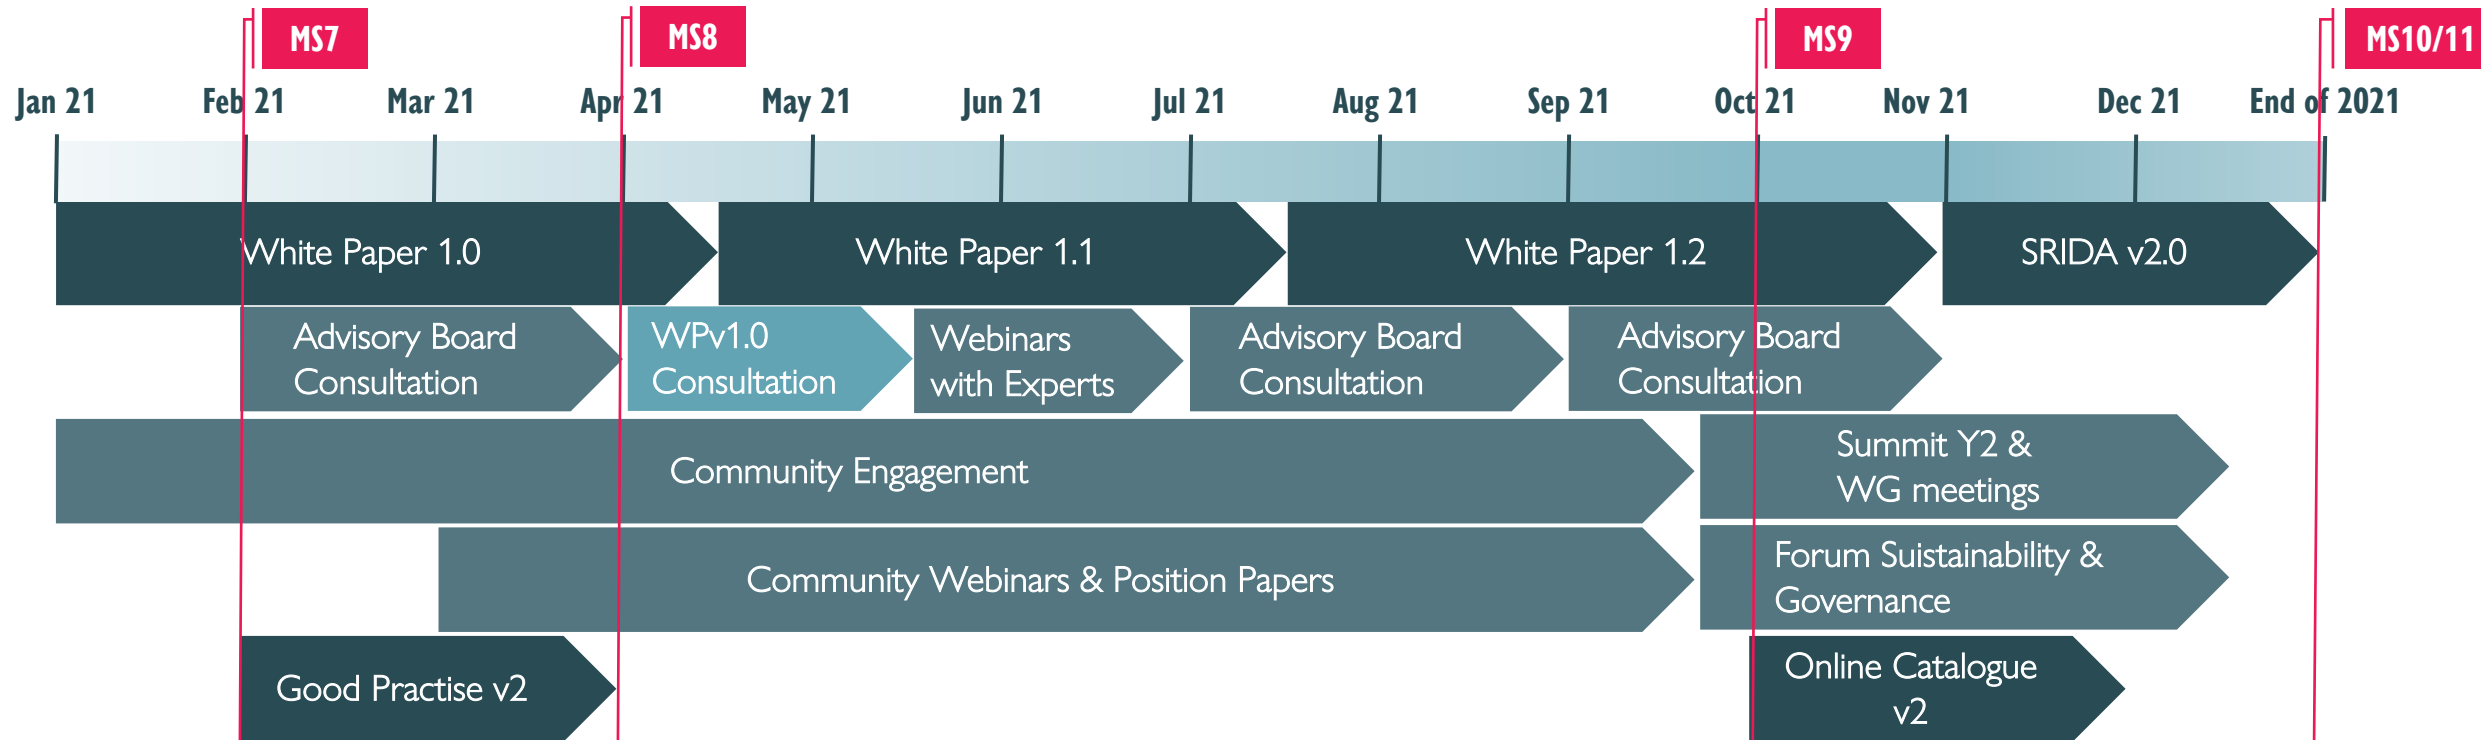 MS7
MS8
MS9
MS10/11
Jan 21
Feb 21
Mar 21
Apr 21
May 21
Jun 21
Jul 21
Aug 21
Sep 21
Oct 21
Nov 21
Dec 21
End of 2021
White Paper 1.0
White Paper 1.1
White Paper 1.2
SRIDA v2.0
Advisory Board
Consultation
WPv1.0
Consultation
Webinars
with Experts
Advisory Board
Consultation
Advisory Board
Consultation
Community Engagement
Summit Y2 &
WG meetings
Community Webinars & Position Papers
Forum Suistainability &
Governance
Good Practise v2
Online Catalogue
v2